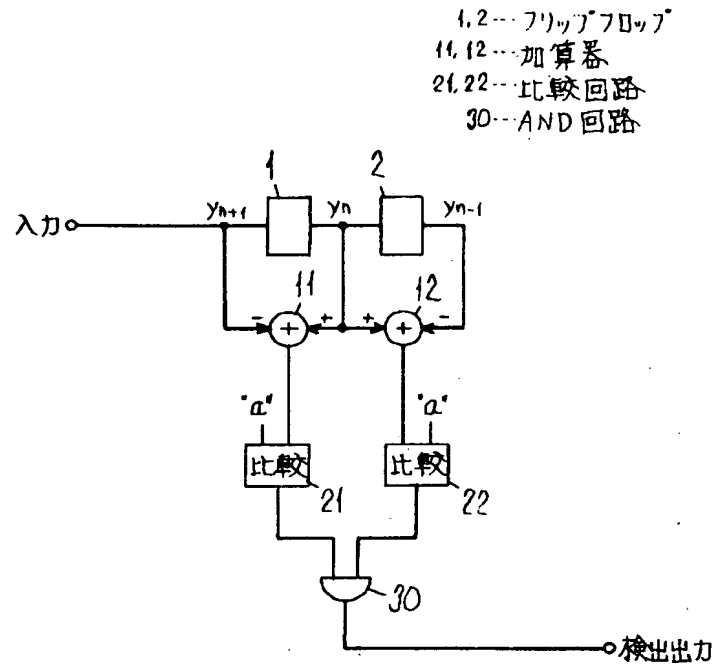 1,2…フリップフロップ
11,12…加算器
21,22…比較回路
30…AND回路
1
2
入力
yn+1
yn
yn-1
11
12
-
+
+
+
+
-
"a"
"a"
比較
比較
21
22
30
検出出力